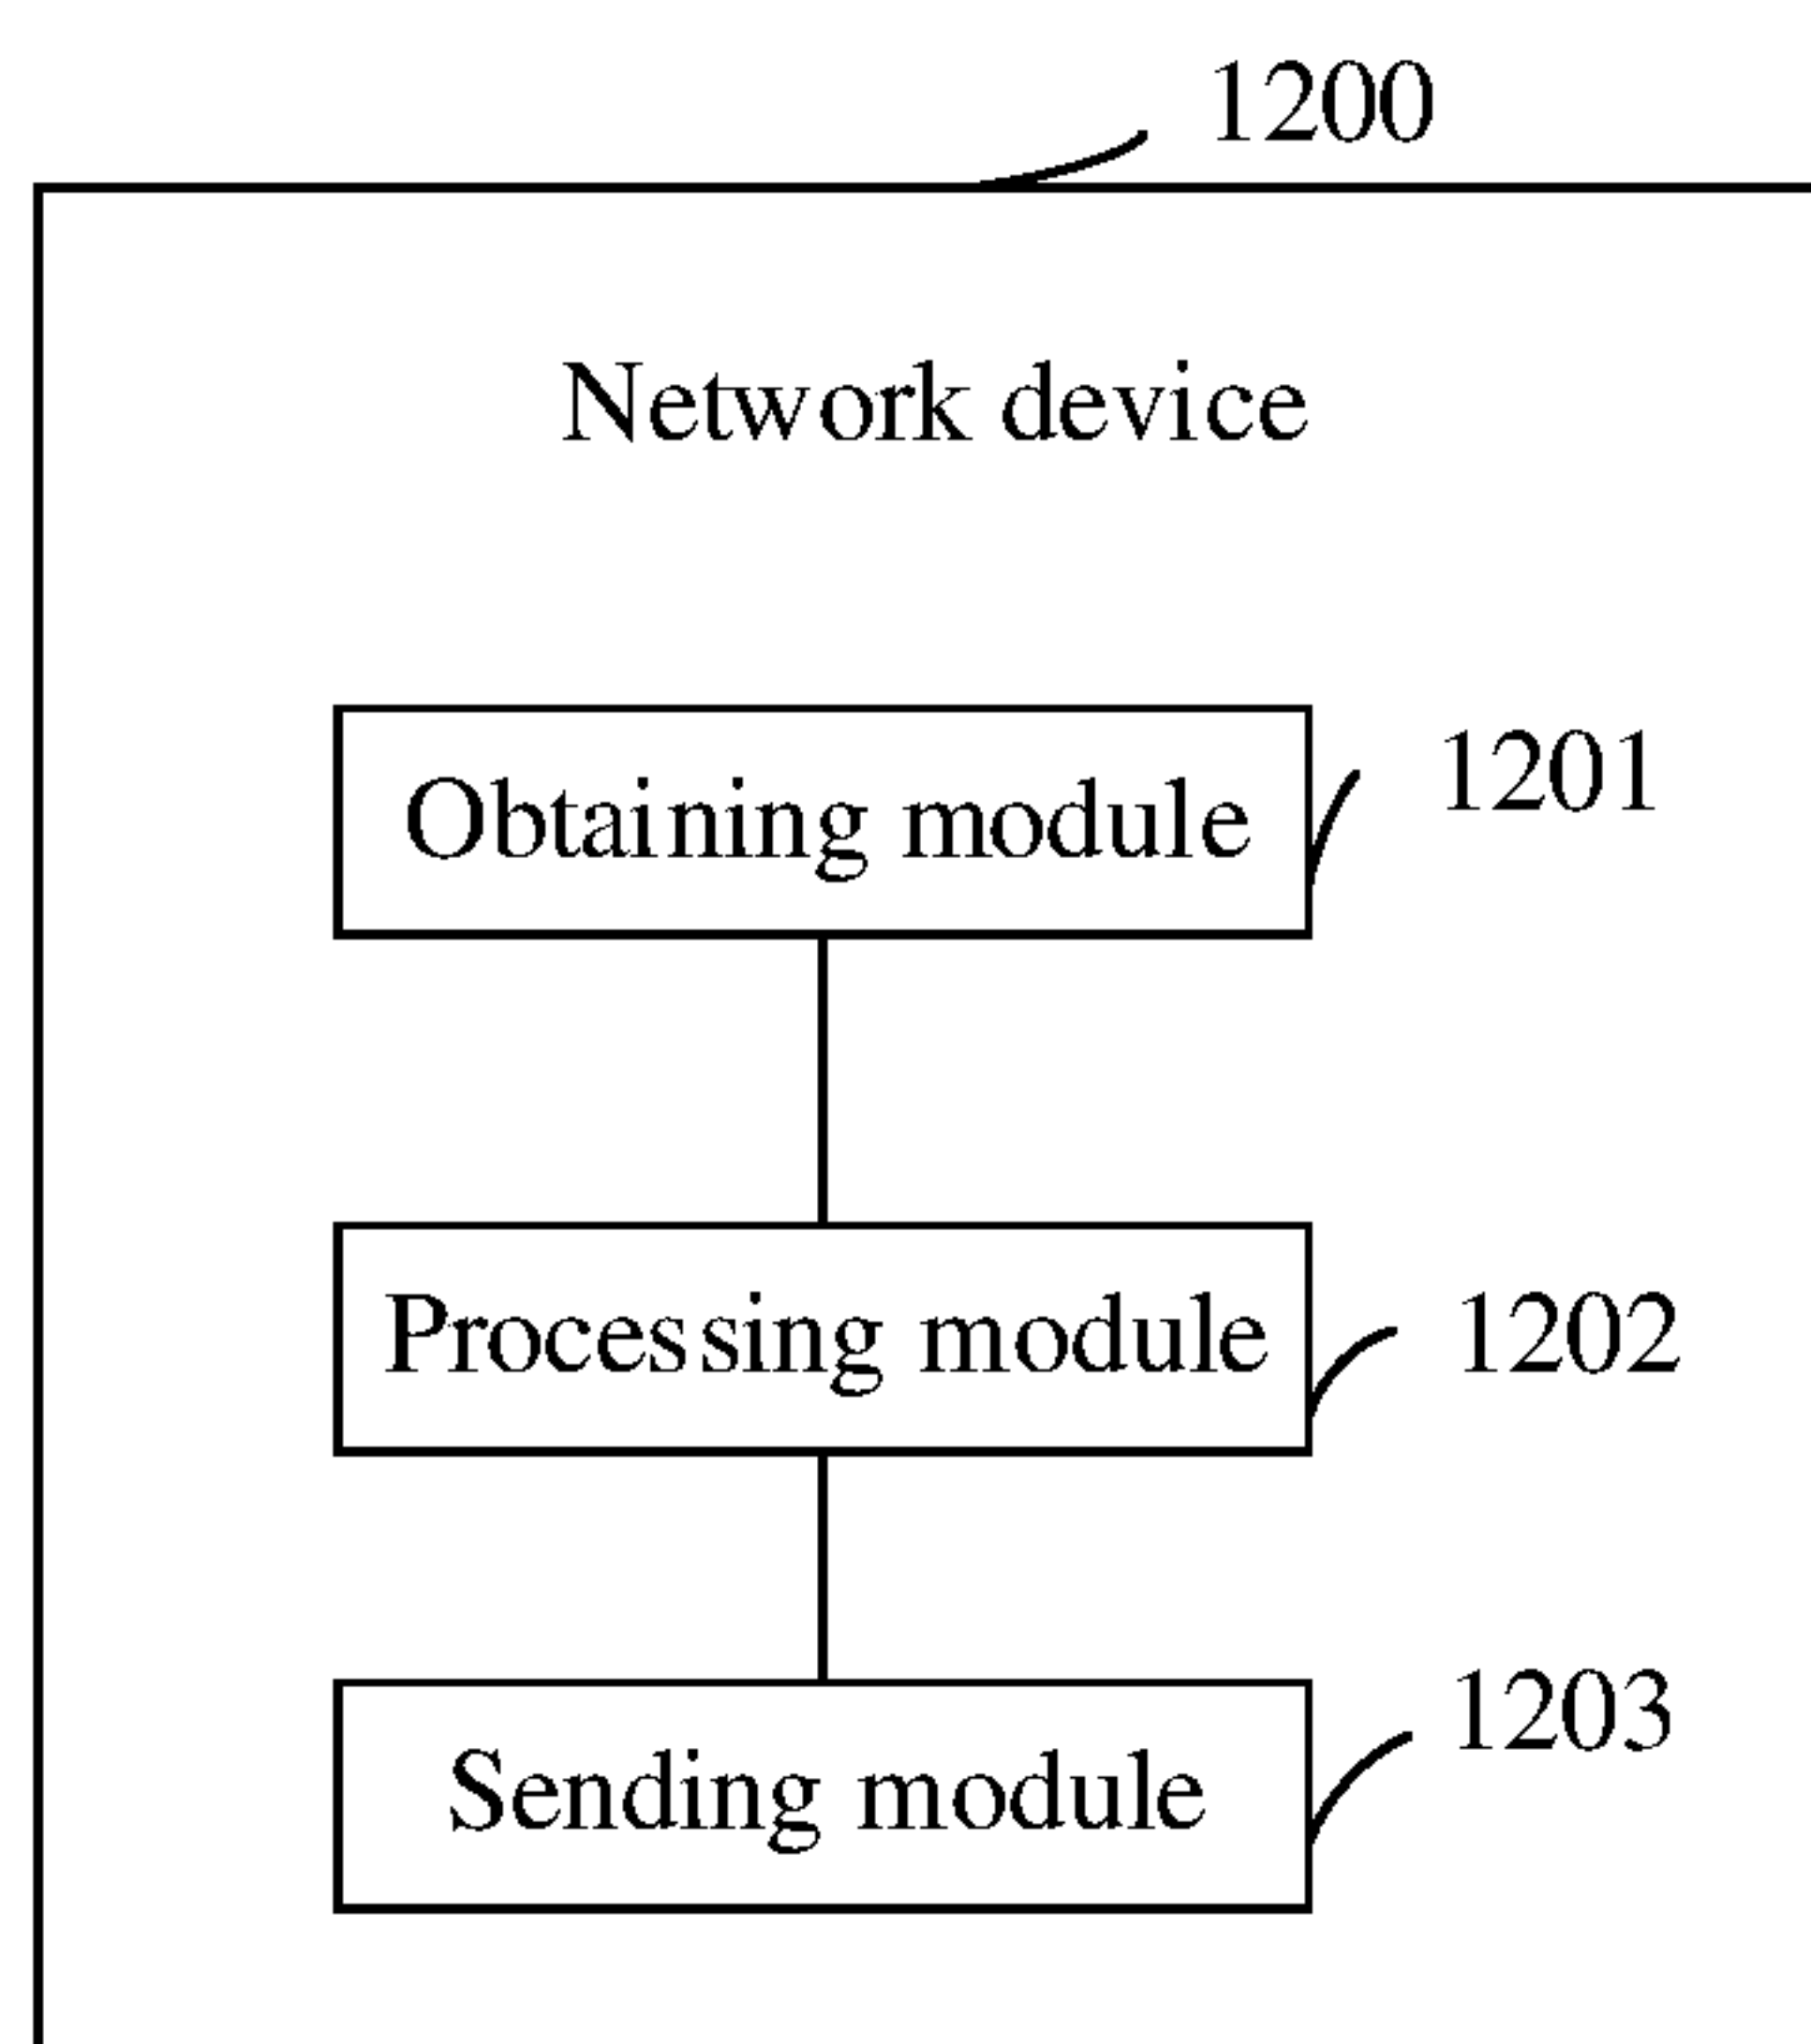 1200
Network device
Obtaining module
1201
Processing module
1202
Sending module
1203